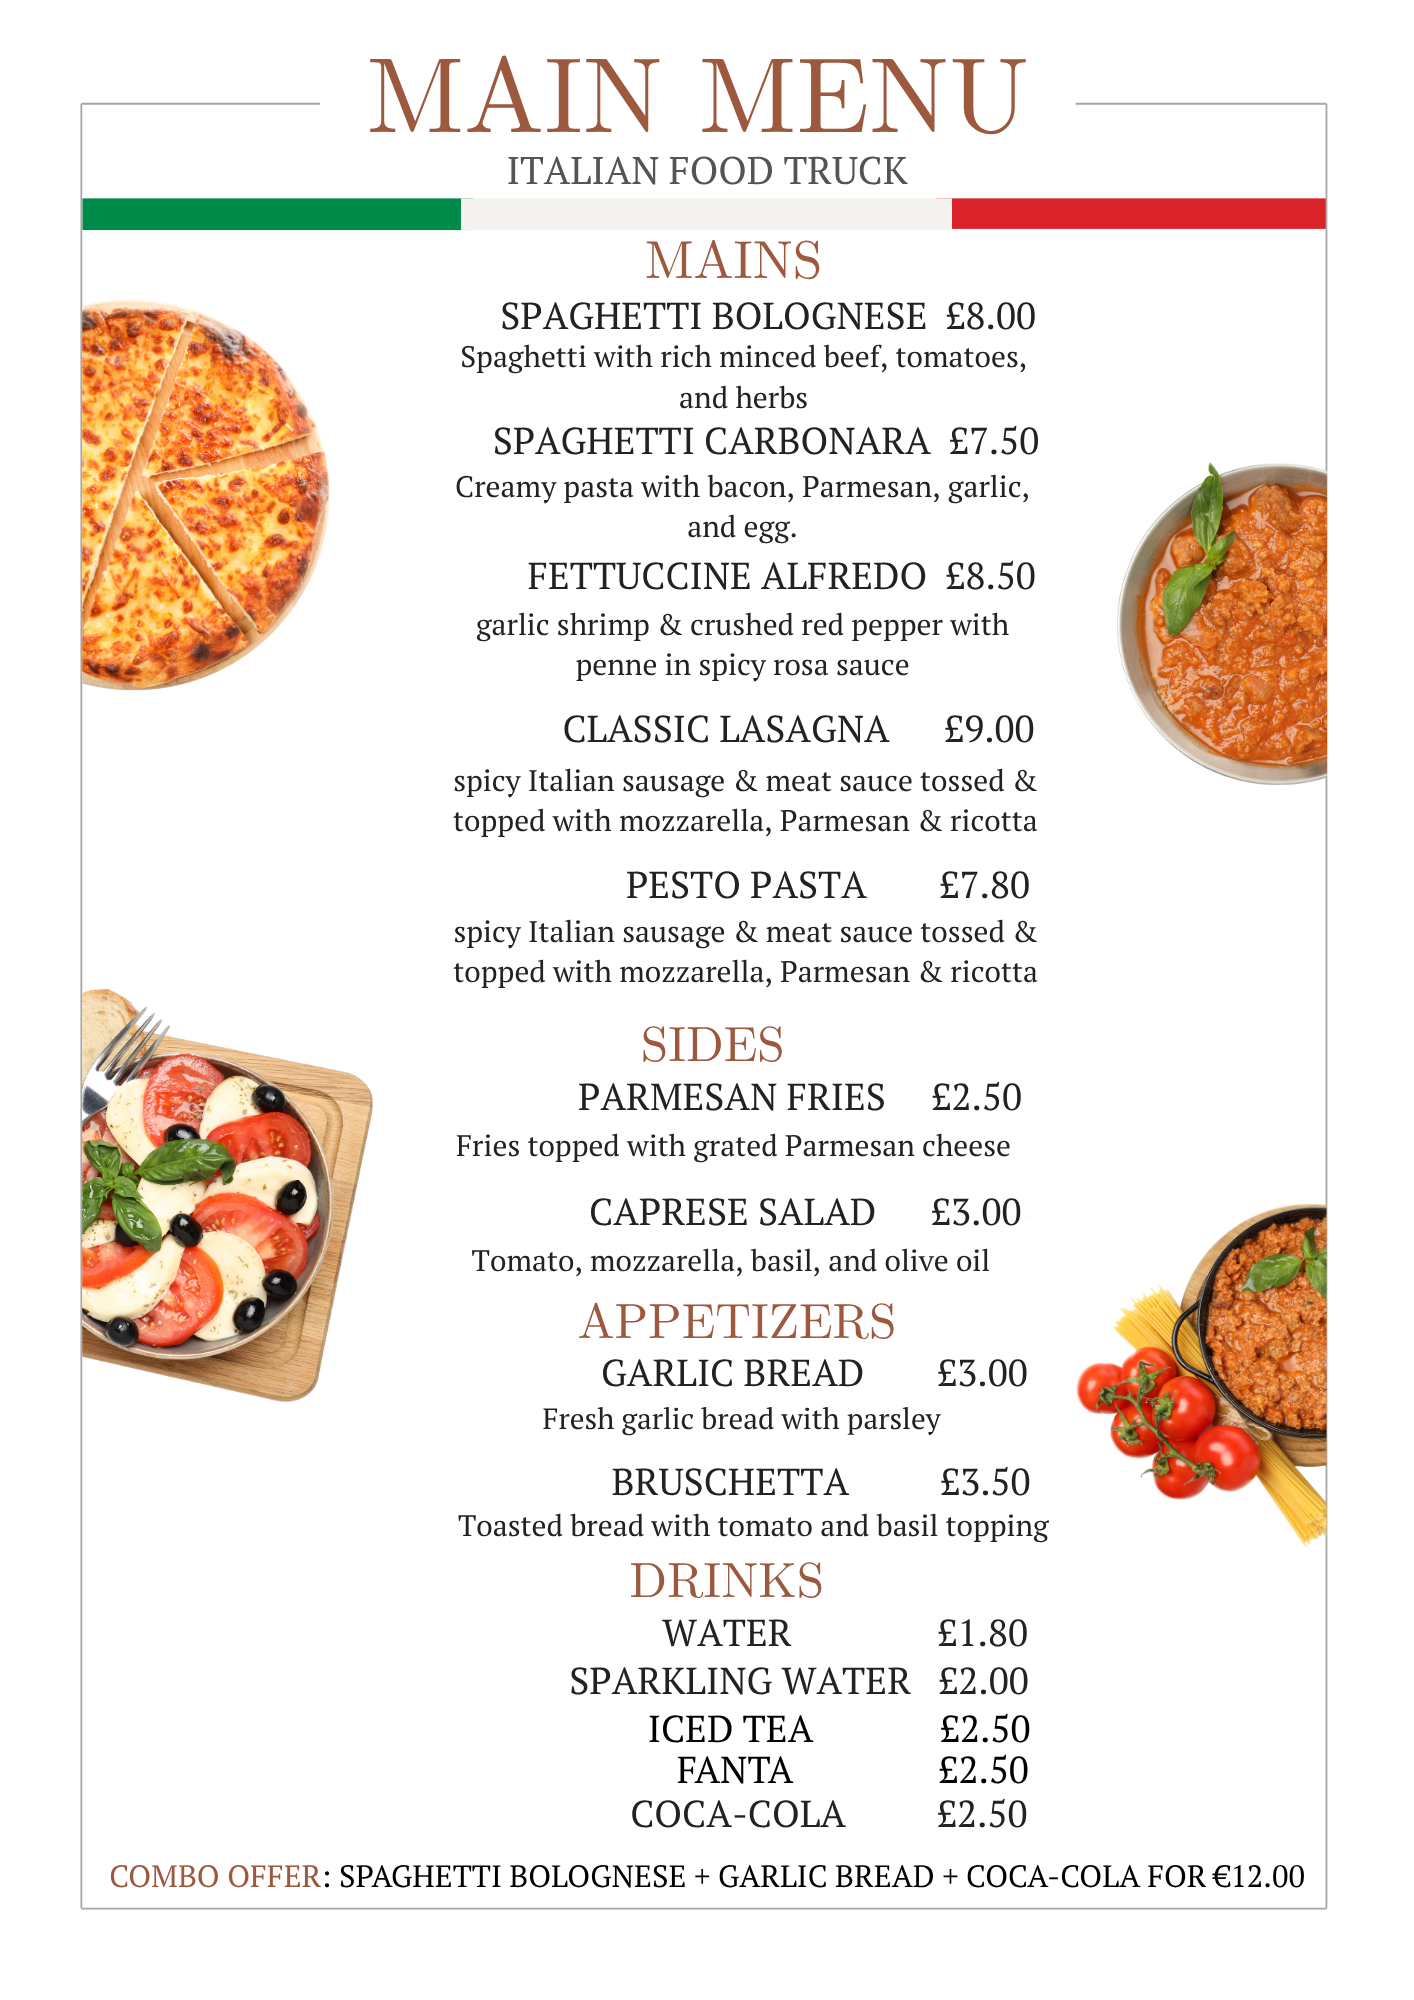 MAIN MENU
ITALIAN FOOD TRUCK
MAINS
SPAGHETTI BOLOGNESE £8.00
Spaghetti with rich minced beef, tomatoes,
and herbs
SPAGHETTI CARBONARA £7.50
Creamy pasta with bacon, Parmesan, garlic,
and egg.
FETTUCCINE ALFREDO £8.50
garlic shrimp & crushed red pepper with
penne in spicy rosa sauce
CLASSIC LASAGNA £9.00
spicy Italian sausage & meat sauce tossed &
topped with mozzarella, Parmesan & ricotta
PESTO PASTA £7.80
spicy Italian sausage & meat sauce tossed &
topped with mozzarella, Parmesan & ricotta
SIDES
PARMESAN FRIES £2.50
Fries topped with grated Parmesan cheese
CAPRESE SALAD £3.00
Tomato, mozzarella, basil, and olive oil
APPETIZERS
GARLIC BREAD £3.00
Fresh garlic bread with parsley
BRUSCHETTA £3.50
Toasted bread with tomato and basil topping
DRINKS
WATER £1.80
SPARKLING WATER £2.00
ICED TEA £2.50
FANTA £2.50
COCA-COLA £2.50
COMBO OFFER: SPAGHETTI BOLOGNESE + GARLIC BREAD + COCA-COLA FOR €12.00